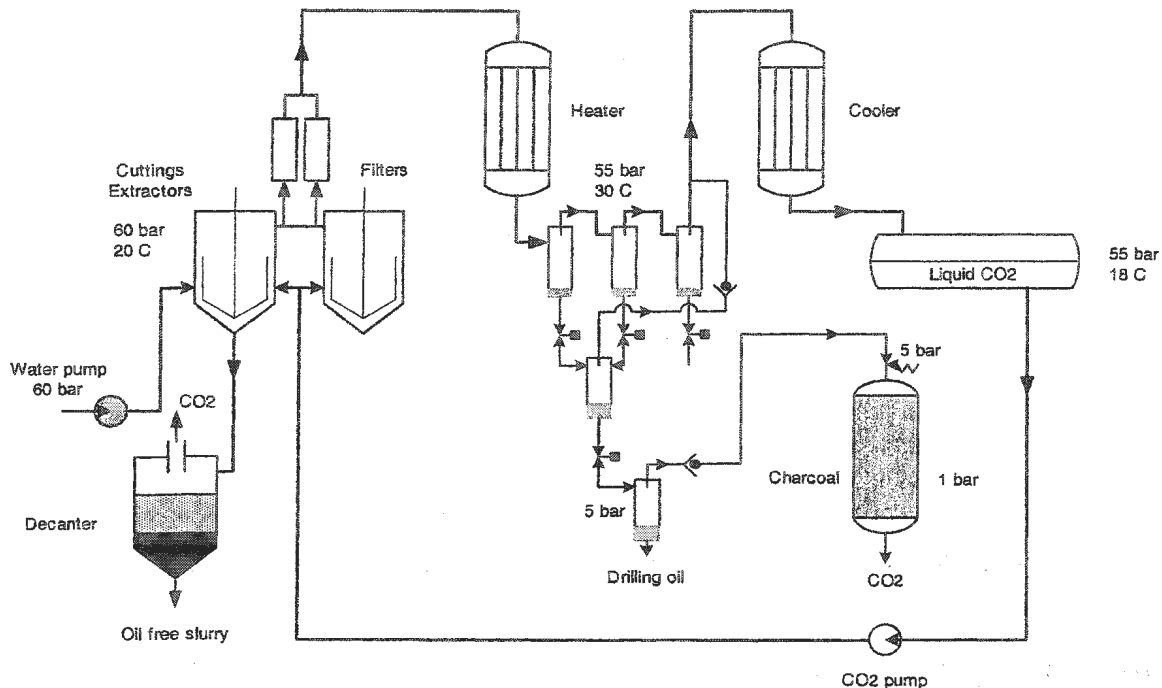 Heater
Cooler
Cuttings
Extractors
Filters
55 bar
30 C
60 bar
20 C
Liquid CO2
55 bar
18 C
Water pump
60 bar
CO2
5 bar
Charcoal
1 bar
5 bar
Decanter
Drilling oil
CO2
Oil free slurry
CO2 pump